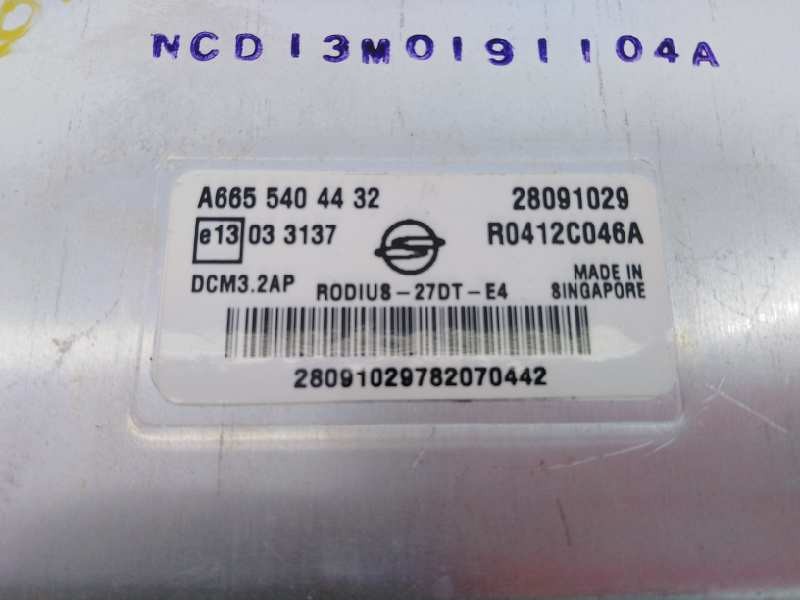 NCD13M0191104A
A665 540 44 32 28091029
e13 03 3137 R0412C046A
DCM3.2AP RODIUS-27DT-E4 MADE IN SINGAPORE
28091029782070442